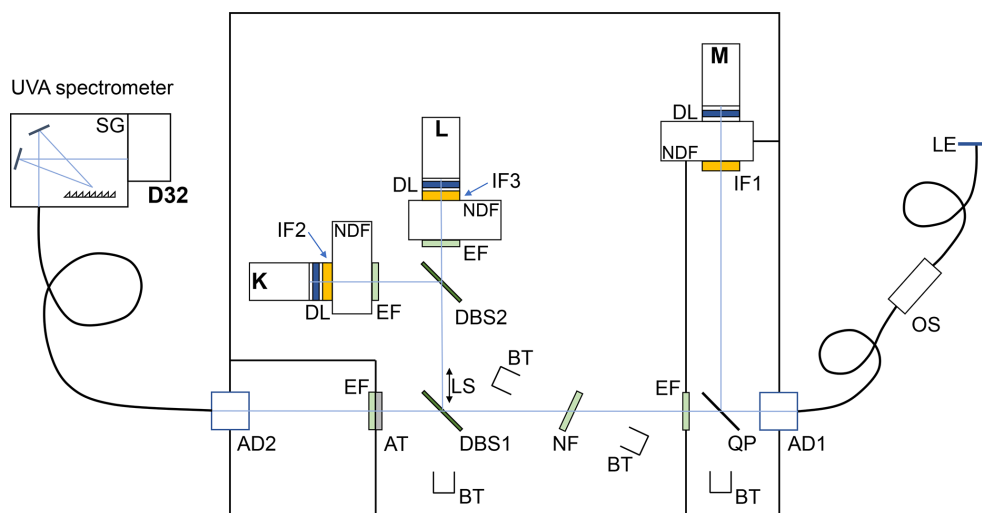 UVA spectrometer
SG
D32
M
DL
NDF
IF1
LE
L
DL
IF3
NDF
EF
IF2
NDF
K
DL
EF
DBS2
OS
BT
LS
EF
AT
DBS1
NF
BT
EF
QP
AD1
AD2
BT
BT